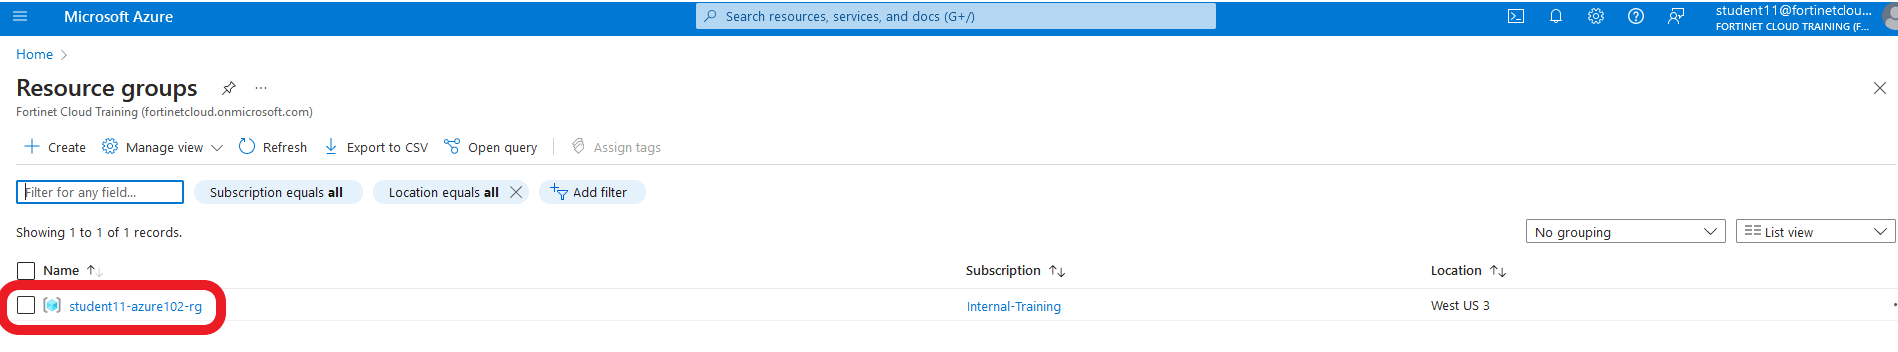 Microsoft Azure
Search resources, services, and docs (G+/)
student11@fortinetclou...
FORTINET CLOUD TRAINING (F...
Home
Resource groups
Fortinet Cloud Training (fortinetcloud.onmicrosoft.com)
Create Manage view Refresh Export to CSV Open query Assign tags
Filter for any field... Subscription equals all Location equals all Add filter
Showing 1 to 1 of 1 records. No grouping List view
Name Subscription Location
student11-azure102-rg Internal-Training West US 3